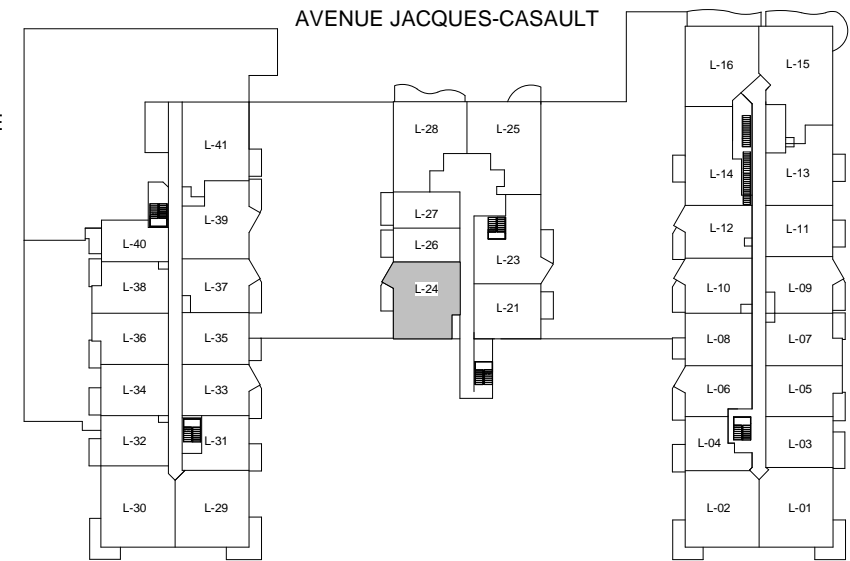 AVENUE JACQUES-CASAULT
E
L-16 L-15
L-28 L-25
L-41
L-14 L-13
L-39
L-27
L-12 L-11
L-40
L-26
L-23
L-38 L-37
L-24
L-10 L-09
L-21
L-36 L-35
L-08 L-07
L-34 L-33
L-06 L-05
L-32 L-31
L-04 L-03
L-30 L-29
L-02 L-01